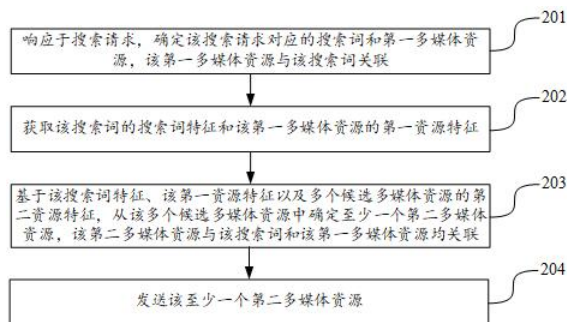 201
响应于搜索请求，确定该搜索请求对应的搜索词和第一多媒体资
源，该第一多媒体资源与该搜索词关联
202
获取该搜索词的搜索词特征和该第一多媒体资源的第一资源特征
203
基于该搜索词特征、该第一资源特征以及多个候选多媒体资源的第
二资源特征，从该多个候选多媒体资源中确定至少一个第二多媒体
资源，该第二多媒体资源与该搜索词和该第一多媒体资源均关联
204
发送该至少一个第二多媒体资源